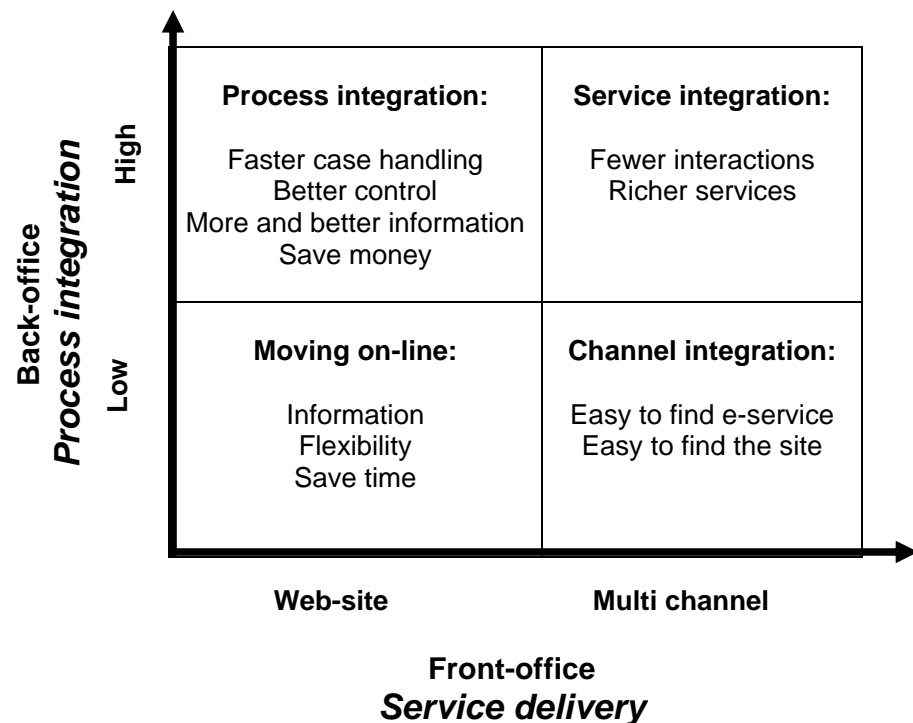 Process integration:
Faster case handling
Better control
More and better information
Save money
Service integration:
Fewer interactions
Richer services
Back-office
Process integration
High
Low
Moving on-line:
Information
Flexibility
Save time
Channel integration:
Easy to find e-service
Easy to find the site
Web-site
Multi channel
Front-office
Service delivery